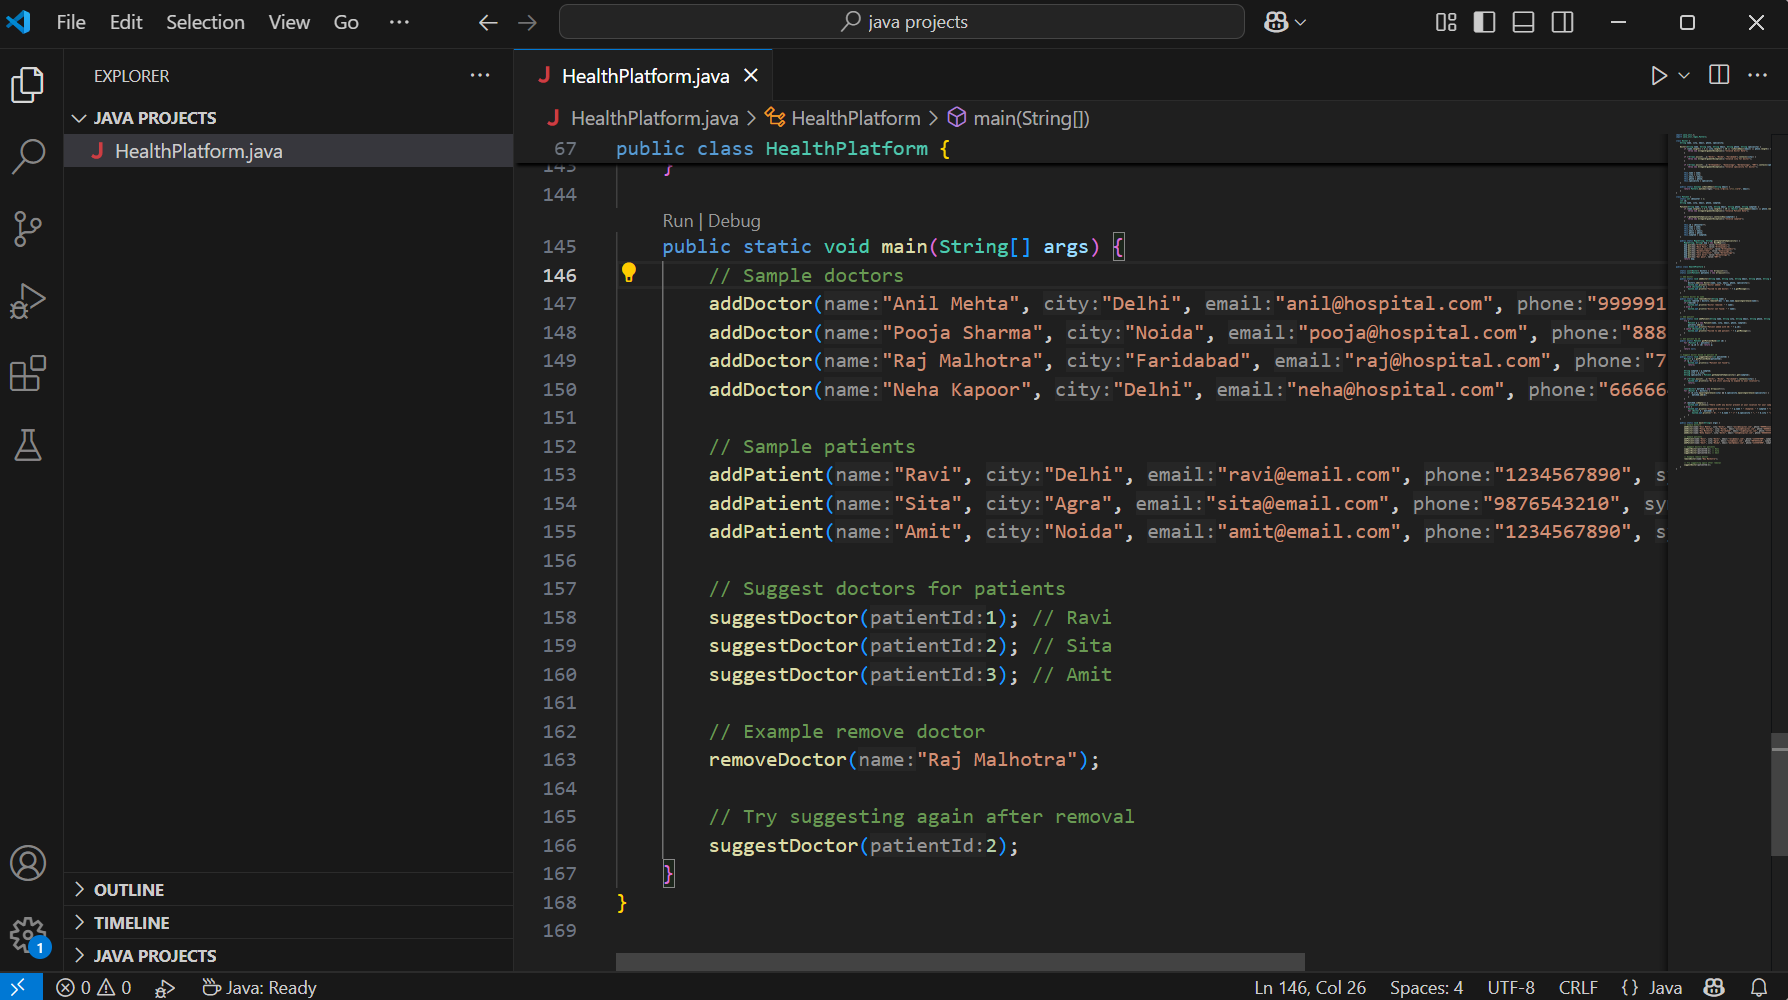 File Edit Selection View Go ··· java projects
EXPLORER ···
JAVA PROJECTS
J HealthPlatform.java
OUTLINE
TIMELINE
JAVA PROJECTS
J HealthPlatform.java
J HealthPlatform.java > HealthPlatform > main(String[])
67 public class HealthPlatform {
143 }
144
Run | Debug
145 public static void main(String[] args) {
146 // Sample doctors
147 addDoctor(name:"Anil Mehta", city:"Delhi", email:"anil@hospital.com", phone:"999991
148 addDoctor(name:"Pooja Sharma", city:"Noida", email:"pooja@hospital.com", phone:"888
149 addDoctor(name:"Raj Malhotra", city:"Faridabad", email:"raj@hospital.com", phone:"7
150 addDoctor(name:"Neha Kapoor", city:"Delhi", email:"neha@hospital.com", phone:"66666
151
152 // Sample patients
153 addPatient(name:"Ravi", city:"Delhi", email:"ravi@email.com", phone:"1234567890", s
154 addPatient(name:"Sita", city:"Agra", email:"sita@email.com", phone:"9876543210", sy
155 addPatient(name:"Amit", city:"Noida", email:"amit@email.com", phone:"1234567890", s
156
157 // Suggest doctors for patients
158 suggestDoctor(patientId:1); // Ravi
159 suggestDoctor(patientId:2); // Sita
160 suggestDoctor(patientId:3); // Amit
161
162 // Example remove doctor
163 removeDoctor(name:"Raj Malhotra");
164
165 // Try suggesting again after removal
166 suggestDoctor(patientId:2);
167 }
168 }
169
1
0 0 Java: Ready Ln 146, Col 26 Spaces: 4 UTF-8 CRLF {} Java